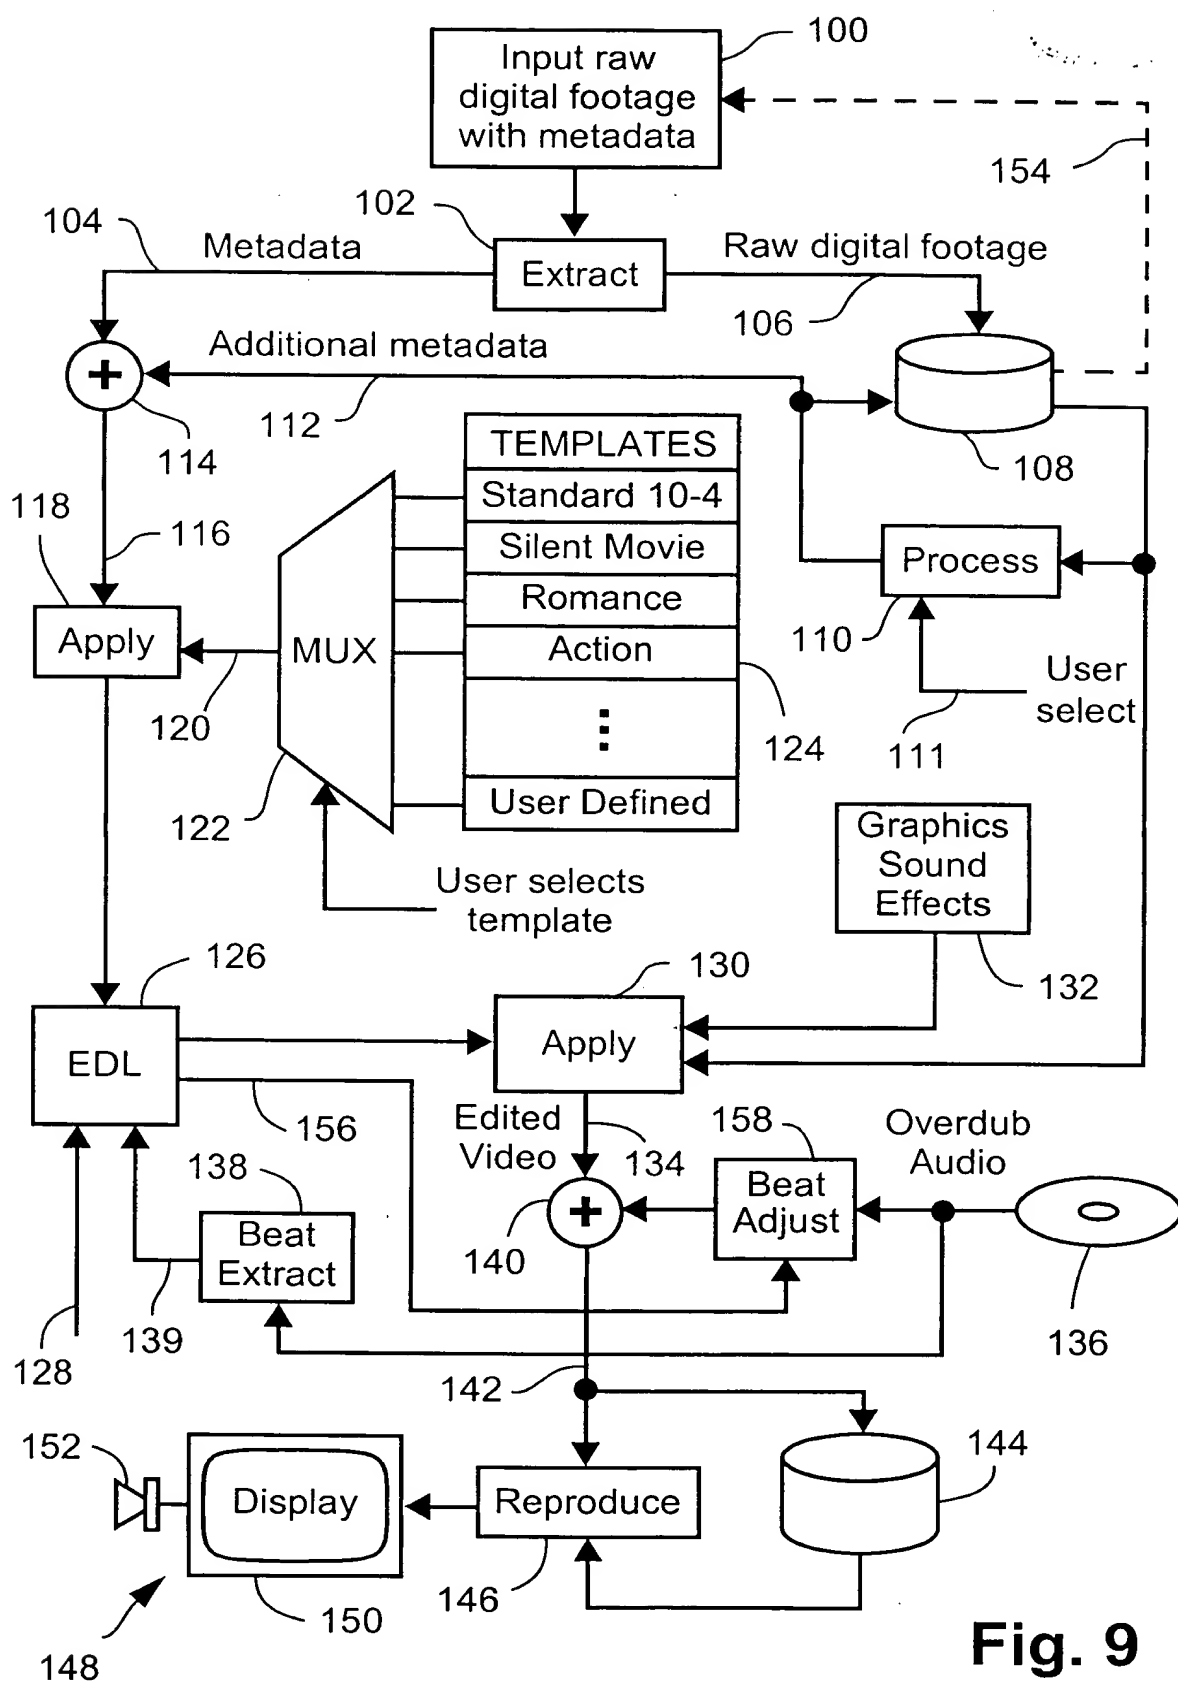 100
Input raw
digital footage
with metadata
154
102
104
Metadata
Raw digital footage
Extract
106
Additional metadata
+
112
114
108
TEMPLATES
Standard 10-4
Silent Movie
Romance
Action
⋮
User Defined
118
116
Process
110
Apply
MUX
120
User
select
111
124
122
Graphics
Sound
Effects
User selects
template
126
130
132
EDL
Apply
156
Edited
Video
134
158
Overdub
Audio
138
Beat
Extract
+
Beat
Adjust
140
139
128
136
142
152
144
Display
Reproduce
146
150
148
Fig. 9